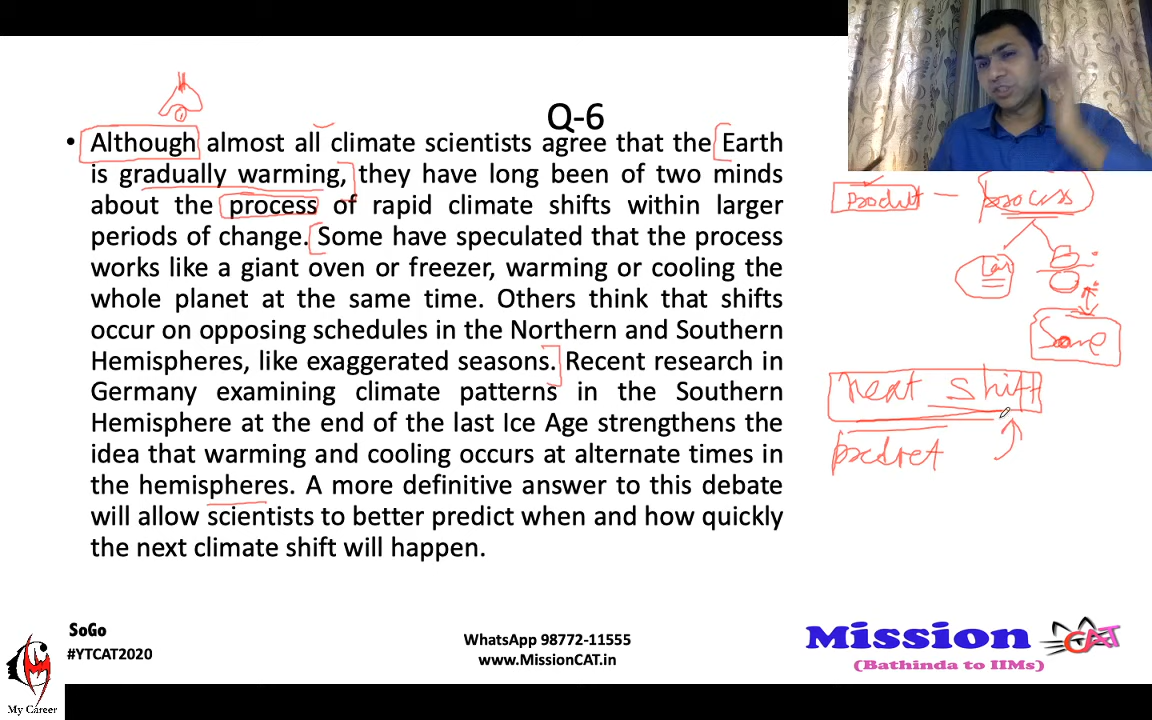 Q-6
• Although almost all climate scientists agree that the Earth
is gradually warming, they have long been of two minds
about the process of rapid climate shifts within larger
periods of change. Some have speculated that the process
works like a giant oven or freezer, warming or cooling the
whole planet at the same time. Others think that shifts
occur on opposing schedules in the Northern and Southern
Hemispheres, like exaggerated seasons. Recent research in
Germany examining climate patterns in the Southern
Hemisphere at the end of the last Ice Age strengthens the
idea that warming and cooling occurs at alternate times in
the hemispheres. A more definitive answer to this debate
will allow scientists to better predict when and how quickly
the next climate shift will happen.
process
Some
shift
SoGo
#YTCAT2020
WhatsApp 98772-11555
www.MissionCAT.in
Mission CAT
(Bathinda to IIMs)
My Career